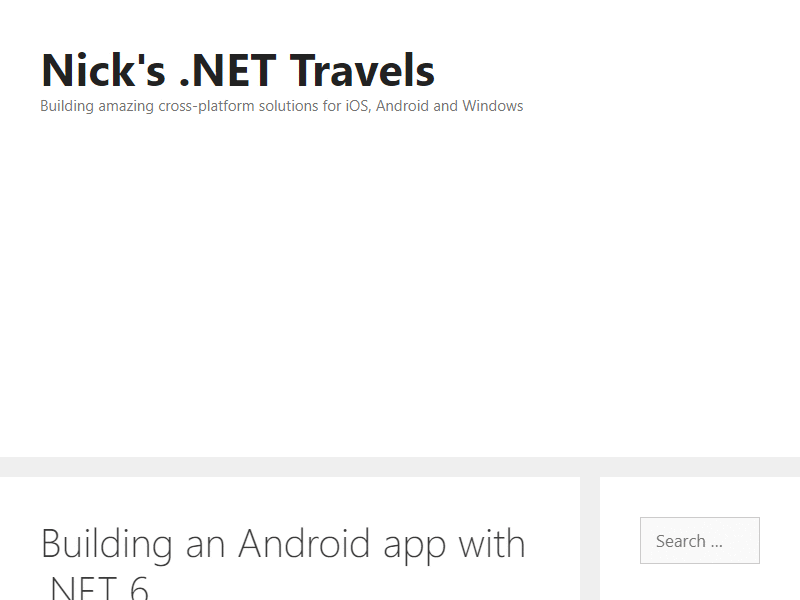 Nick's .NET Travels
Building amazing cross-platform solutions for iOS, Android and Windows
Building an Android app with
.NET 6
Search ...